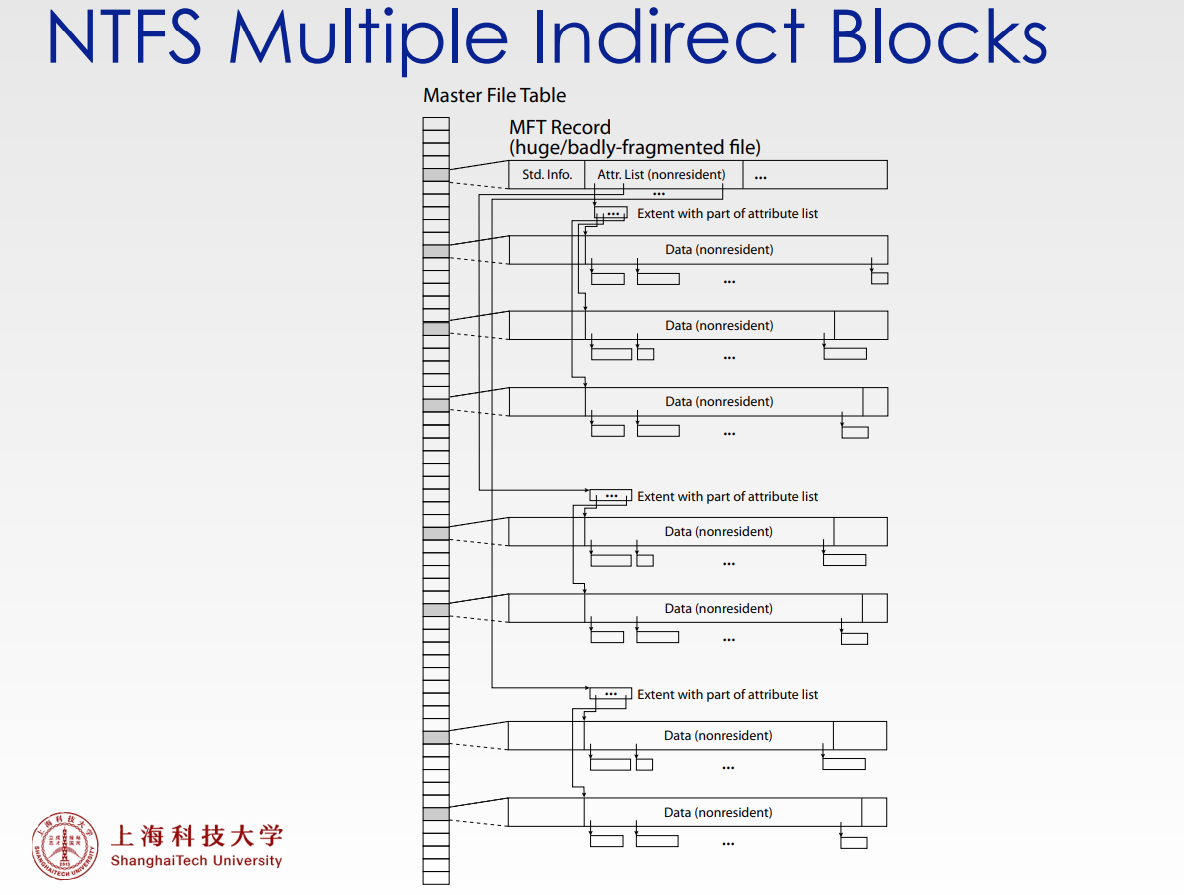 NTFS Multiple Indirect Blocks
Master File Table
MFT Record
(huge/badly-fragmented file)
Std. Info.
Attr. List (nonresident)
...
...
... Extent with part of attribute list
Data (nonresident)
...
Data (nonresident)
...
Data (nonresident)
...
... Extent with part of attribute list
Data (nonresident)
...
Data (nonresident)
...
... Extent with part of attribute list
Data (nonresident)
...
Data (nonresident)
...
上海科技大学
ShanghaiTech University